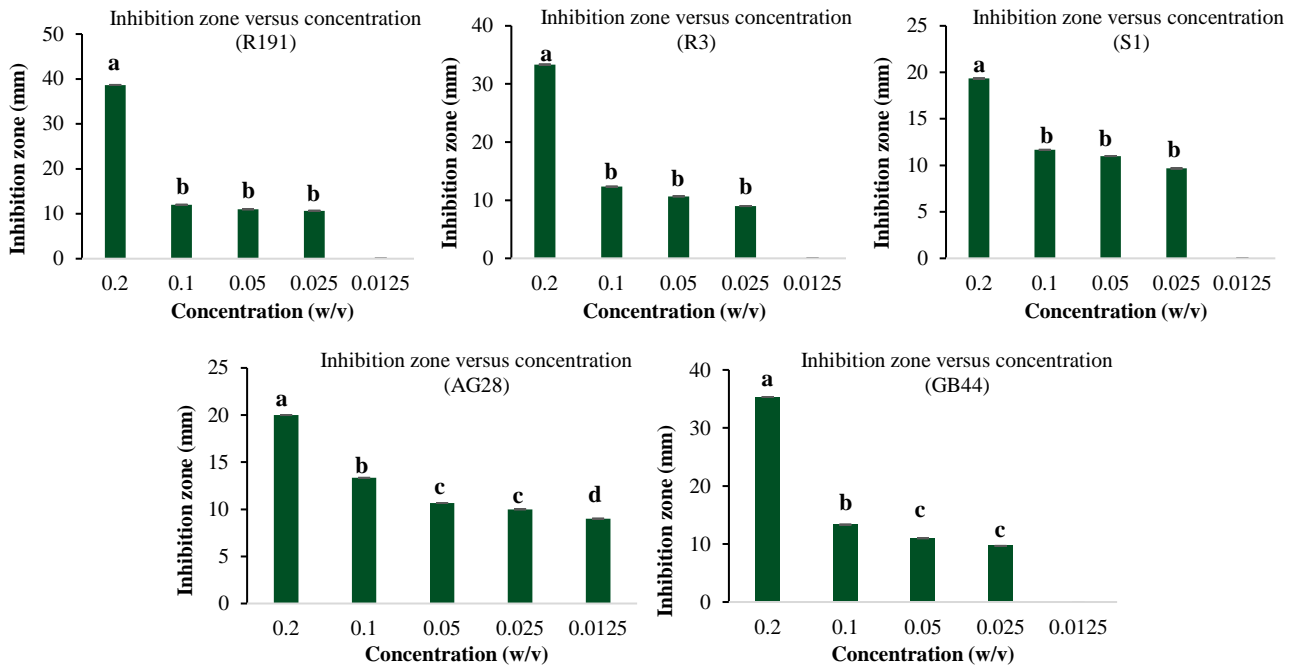 Inhibition zone versus concentration
(R191)
Inhibition zone (mm)
50
40
30
20
10
0
a
b
b
b
0.2
0.1
0.05
0.025
0.0125
Concentration (w/v)
Inhibition zone versus concentration
(R3)
Inhibition zone (mm)
40
30
20
10
0
a
b
b
b
0.2
0.1
0.05
0.025
0.0125
Concentration (w/v)
Inhibition zone versus concentration
(S1)
Inhibition zone (mm)
25
20
15
10
5
0
a
b
b
b
0.2
0.1
0.05
0.025
0.0125
Concentration (w/v)
Inhibition zone versus concentration
(AG28)
Inhibition zone (mm)
25
20
15
10
5
0
a
b
c
c
d
0.2
0.1
0.05
0.025
0.0125
Concentration (w/v)
Inhibition zone versus concentration
(GB44)
Inhibition zone (mm)
40
30
20
10
0
a
b
c
c
0.2
0.1
0.05
0.025
0.0125
Concentration (w/v)